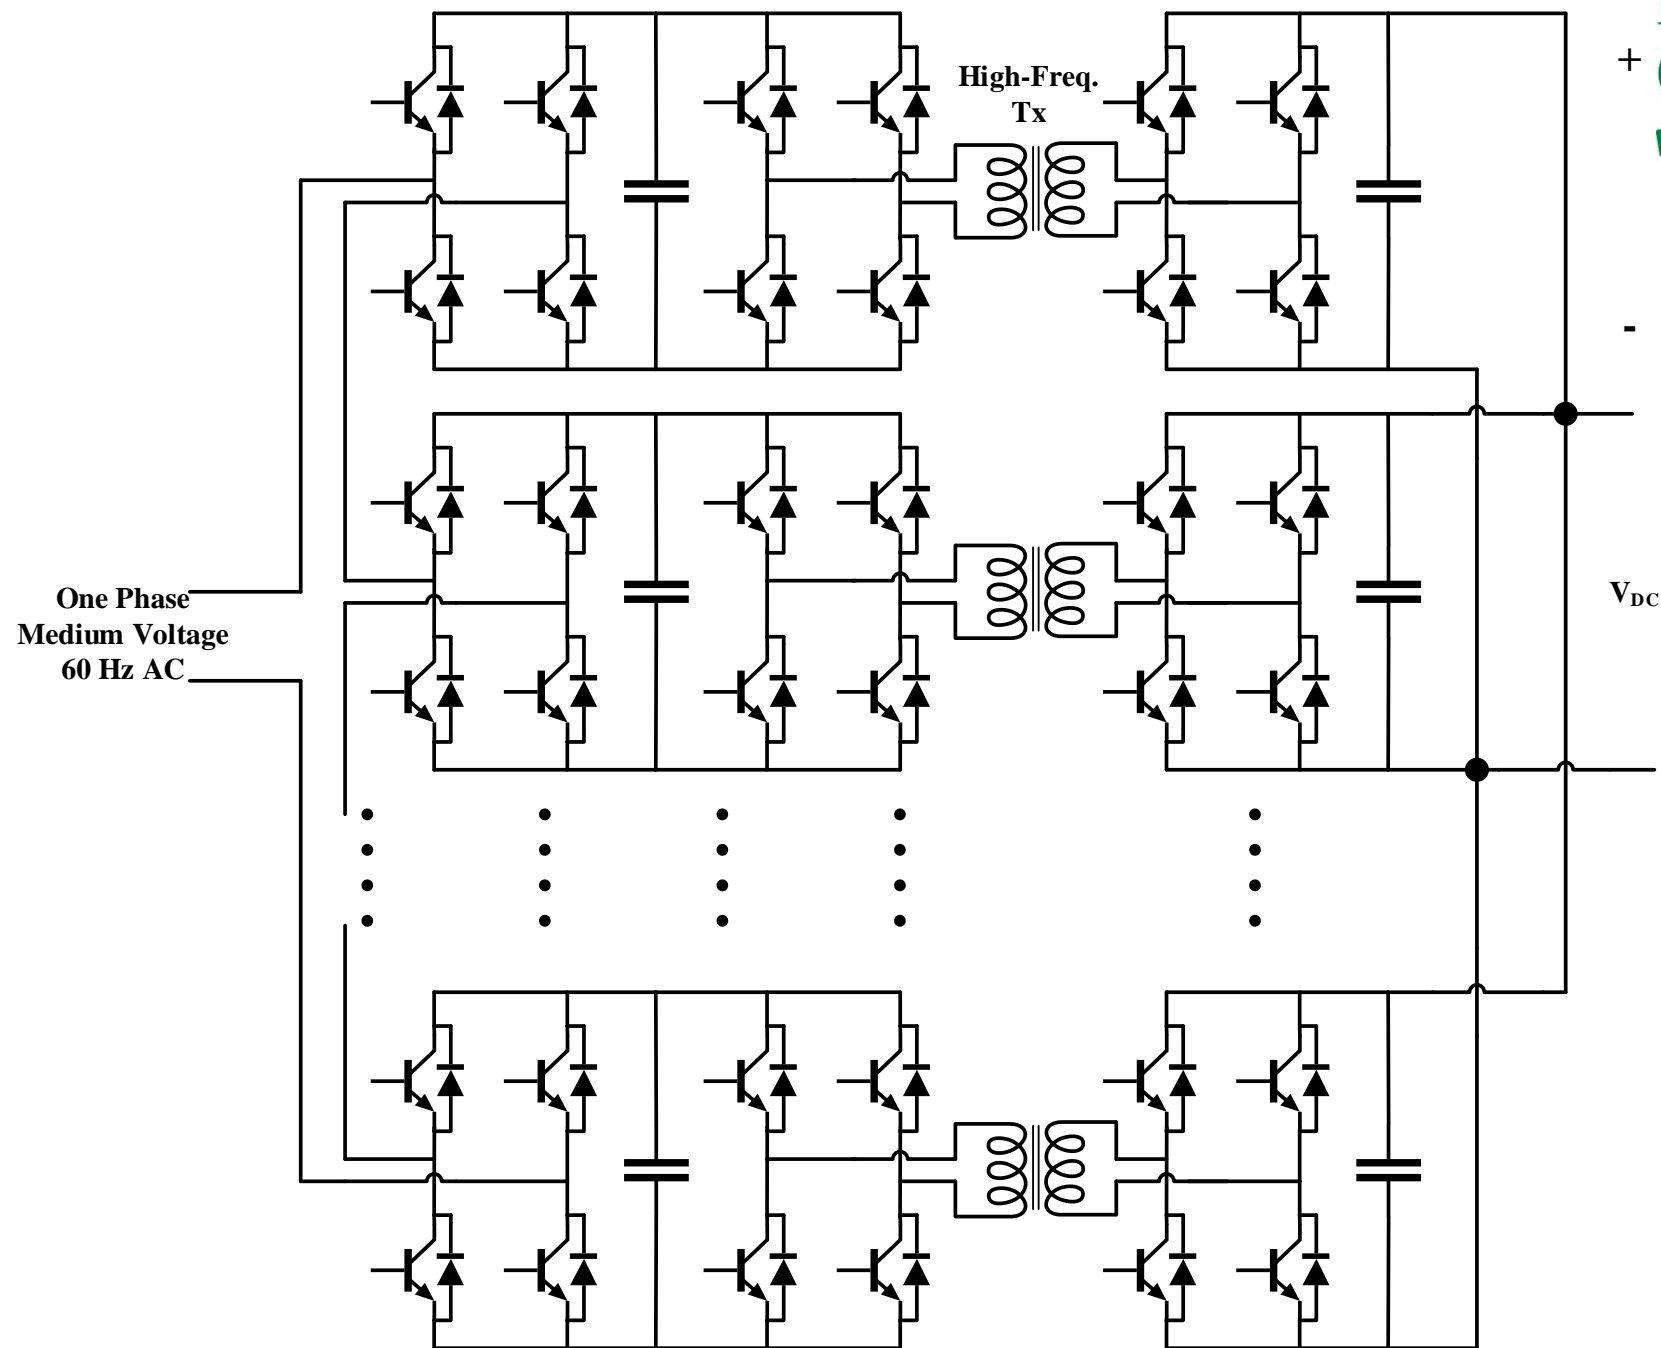 High-Freq.
Tx
+
-
One Phase
Medium Voltage
60 Hz AC
VDC